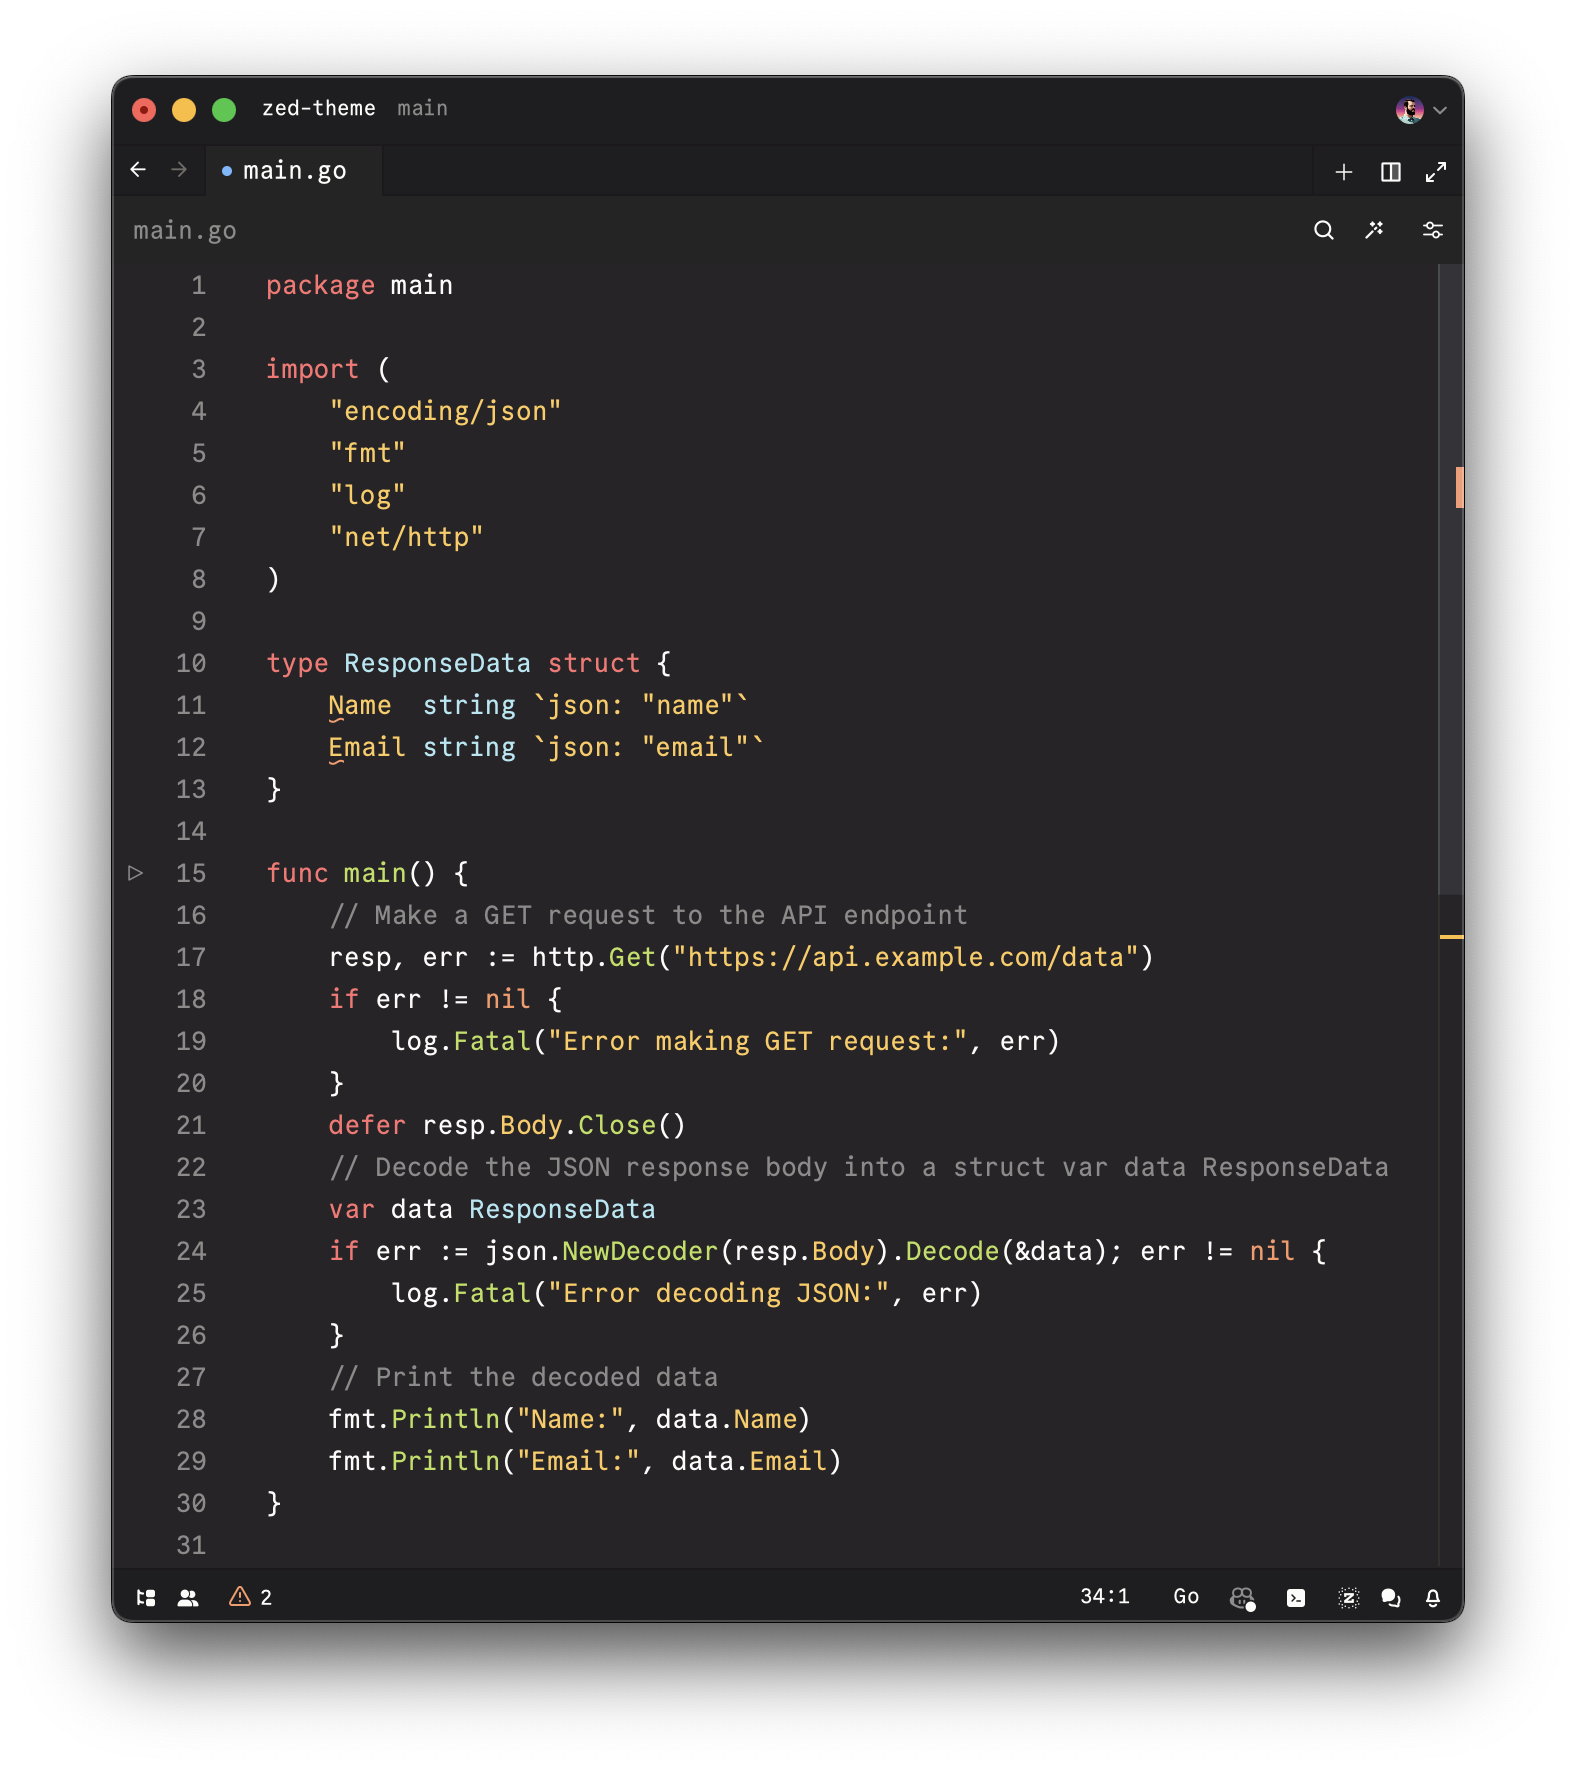 zed-theme main
main.go
main.go
1 package main
2
3 import (
4     "encoding/json"
5     "fmt"
6     "log"
7     "net/http"
8 )
9
10 type ResponseData struct {
11     Name  string `json: "name"`
12     Email string `json: "email"`
13 }
14
15 func main() {
16     // Make a GET request to the API endpoint
17     resp, err := http.Get("https://api.example.com/data")
18     if err != nil {
19         log.Fatal("Error making GET request:", err)
20     }
21     defer resp.Body.Close()
22     // Decode the JSON response body into a struct var data ResponseData
23     var data ResponseData
24     if err := json.NewDecoder(resp.Body).Decode(&data); err != nil {
25         log.Fatal("Error decoding JSON:", err)
26     }
27     // Print the decoded data
28     fmt.Println("Name:", data.Name)
29     fmt.Println("Email:", data.Email)
30 }
31
2 34:1 Go